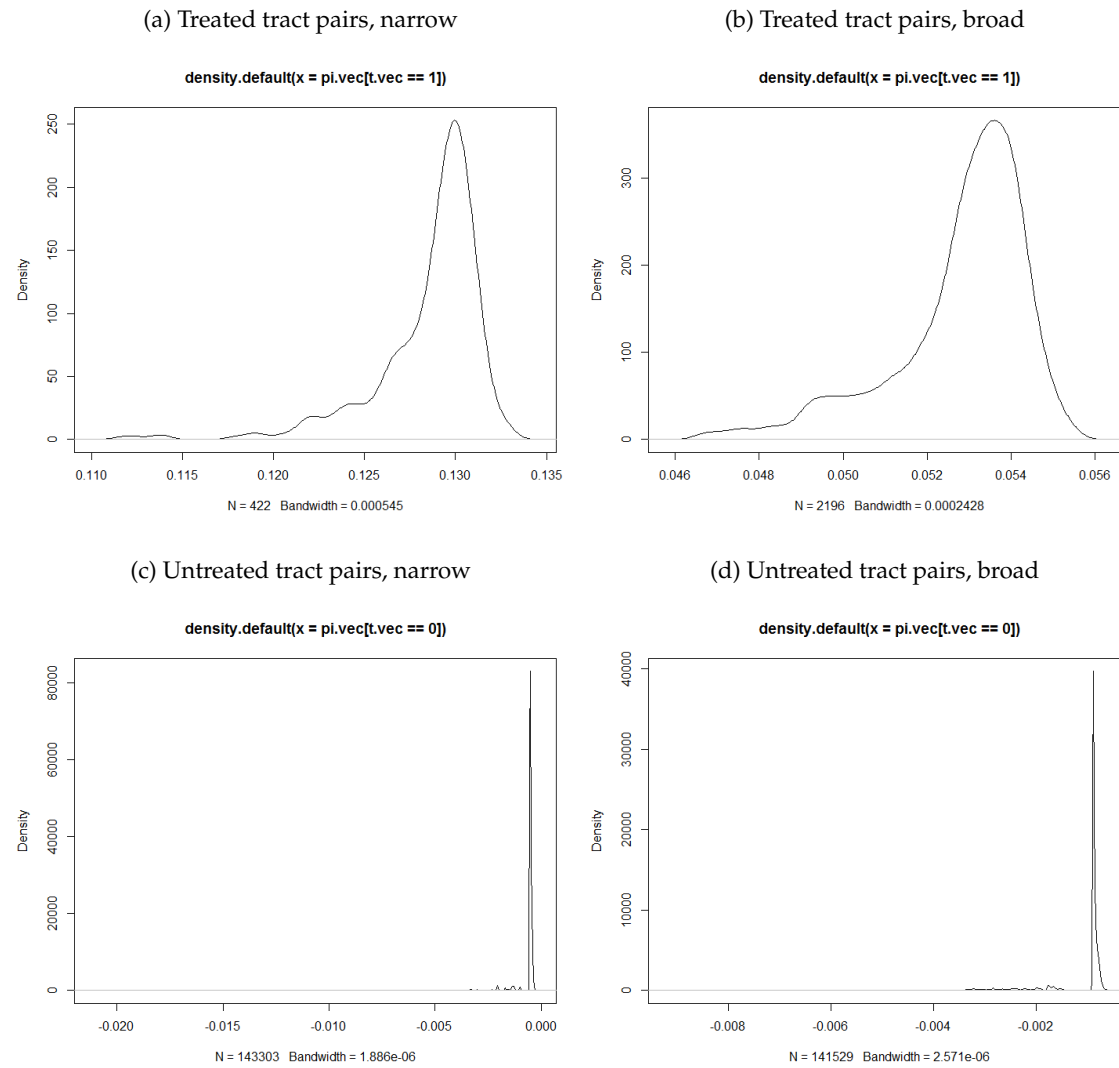 (a) Treated tract pairs, narrow
density.default(x = pi.vec[t.vec == 1])
Density
0
50
100
150
200
250
0.110
0.115
0.120
0.125
0.130
0.135
N = 422 Bandwidth = 0.000545
(b) Treated tract pairs, broad
density.default(x = pi.vec[t.vec == 1])
Density
0
100
200
300
0.046
0.048
0.050
0.052
0.054
0.056
N = 2196 Bandwidth = 0.0002428
(c) Untreated tract pairs, narrow
density.default(x = pi.vec[t.vec == 0])
Density
0
20000
40000
60000
80000
-0.020
-0.015
-0.010
-0.005
0.000
N = 143303 Bandwidth = 1.886e-06
(d) Untreated tract pairs, broad
density.default(x = pi.vec[t.vec == 0])
Density
0
10000
20000
30000
40000
-0.008
-0.006
-0.004
-0.002
N = 141529 Bandwidth = 2.571e-06